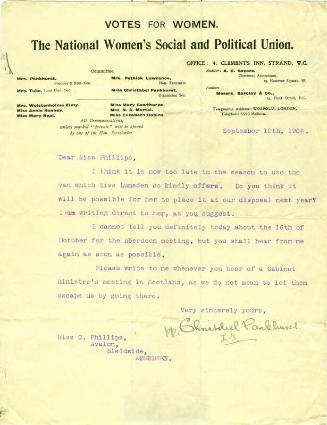 VOTES FOR WOMEN.
The National Women's Social and Political Union.
OFFICE: 4, CLEMENTS INN, STRAND, W.C.
Committee.
Mrs. Pankhurst,
Founder & Hon. Sec.
Mrs. Tuke, Joint Hon. Sec.
Mrs. Pethick Lawrence,
Hon. Treasurer
Miss Christabel Pankhurst,
Organising Sec.
Mrs. Wolstenholme Elmy.
Miss Annie Kenney.
Miss Mary Neal.
Miss Mary Gawthorpe.
Mrs. N. A. Martel.
Miss Elizabeth Robins.
Auditor: A. E. Sayers,
Chartered Accountant,
Hanover Square, W.
Bankers:
Messrs. Barclay & Co.,
Fleet Street, E.C.
All Communications,
unless marked "private" will be opened
by one of the Hon. Secretaries
Telegraphic Address: WOSPOLU, LONDON.
September 12th, 1908.
Dear Miss Phillips,
I think it is now too late in the season to use the
van which Miss Lumsden so kindly offers. Do you think it
will be possible for her to place it at our disposal next year?
I am writing direct to her, as you suggest.
I cannot tell you definitely today about the 16th of
October for the Aberdeen meeting, but you shall hear from me
again as soon as possible.
Please write to me whenever you hear of a Cabinet
Minister's meeting in Scotland, as we do not mean to let them
escape us by going there.
Very sincerely yours,
Christabel Pankhurst
Miss C. Phillips,
Avalon,
Bieldside,
ABERDEEN.